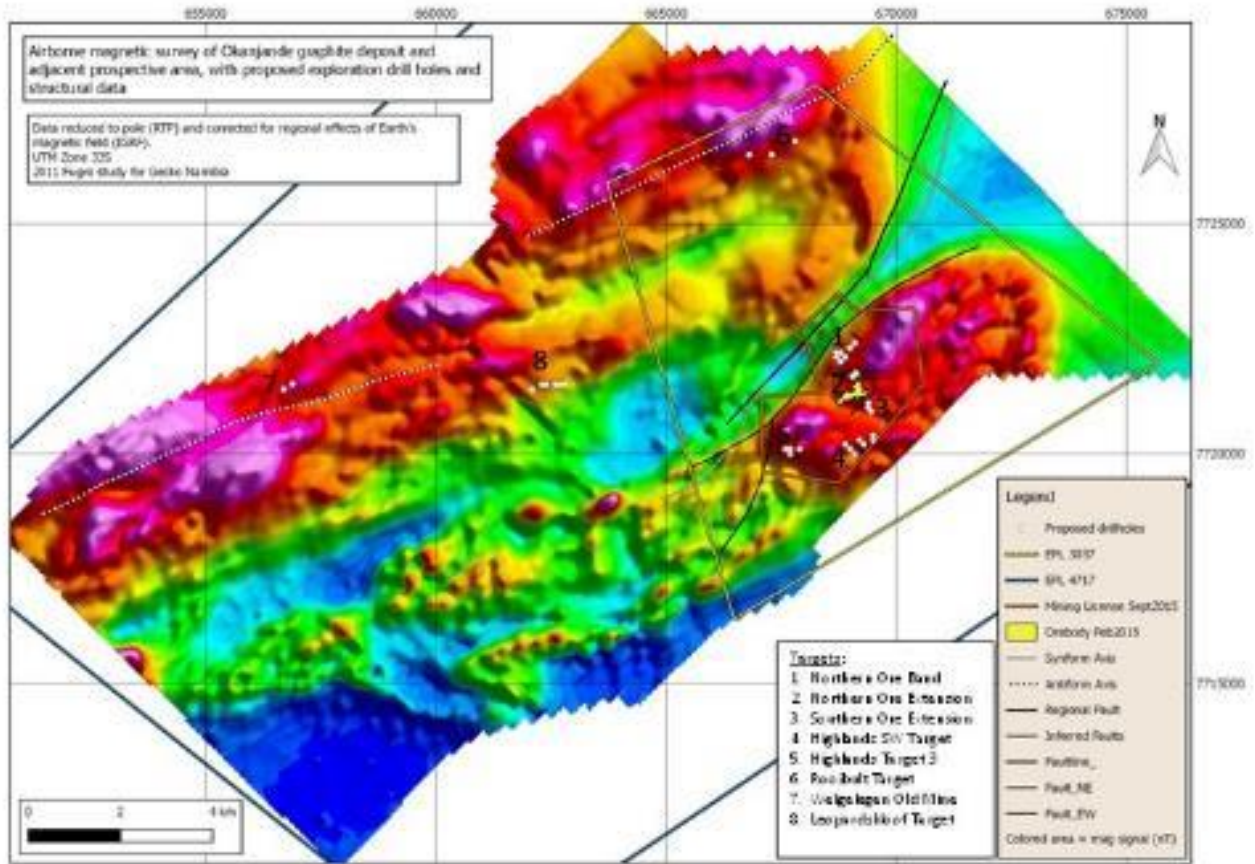 655000 660000 665000 670000 675000
Airborne magnetic survey of Okanjande graphite deposit and
adjacent prospective area, with proposed exploration drill holes and
structural data
Data reduced to pole (RTP) and corrected for regional effects of Earth's
magnetic field (IGRF).
UTM Zone 33S
2011 Fugro study for Gecko Namibia
N
7725000
6
1
8
7
2
3
7720000
4
Legend
Proposed drillholes
EPL 4717
Mining License Sept2015
Orebody Feb2015
Synform Axis
Antiform Axis
Regional Fault
Inferred Faults
Faultline_
Fault_NE
Fault_EW
Colored area = mag signal (nT)
7715000
Targets:
1 Northern Ore Band
2 Northern Ore Extension
3 Southern Ore Extension
4 Highlands SW Target
5. Highlands Target 3
6 Rooibult Target
7. Old Mine
8. Target
0 2 4 km